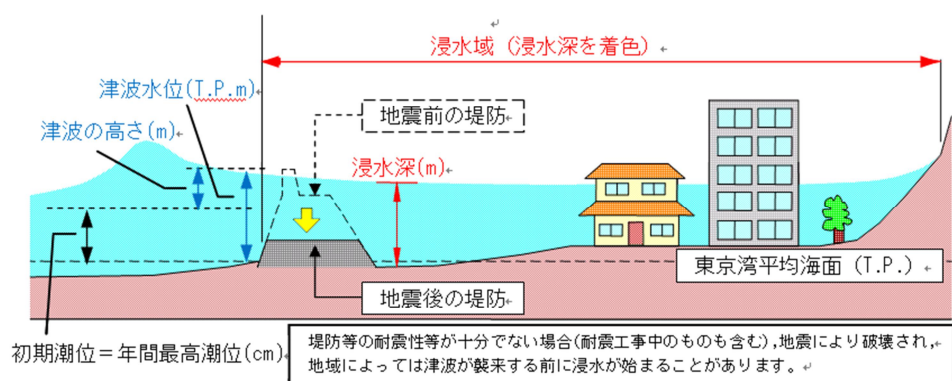 浸水域（浸水深を着色）
津波水位(T.P.m)
地震前の堤防
津波の高さ(m)
浸水深(m)
東京湾平均海面（T.P.）
地震後の堤防
初期潮位＝年間最高潮位(cm)
堤防等の耐震性等が十分でない場合(耐震工事中のものも含む),地震により破壊され,
地域によっては津波が襲来する前に浸水が始まることがあります。